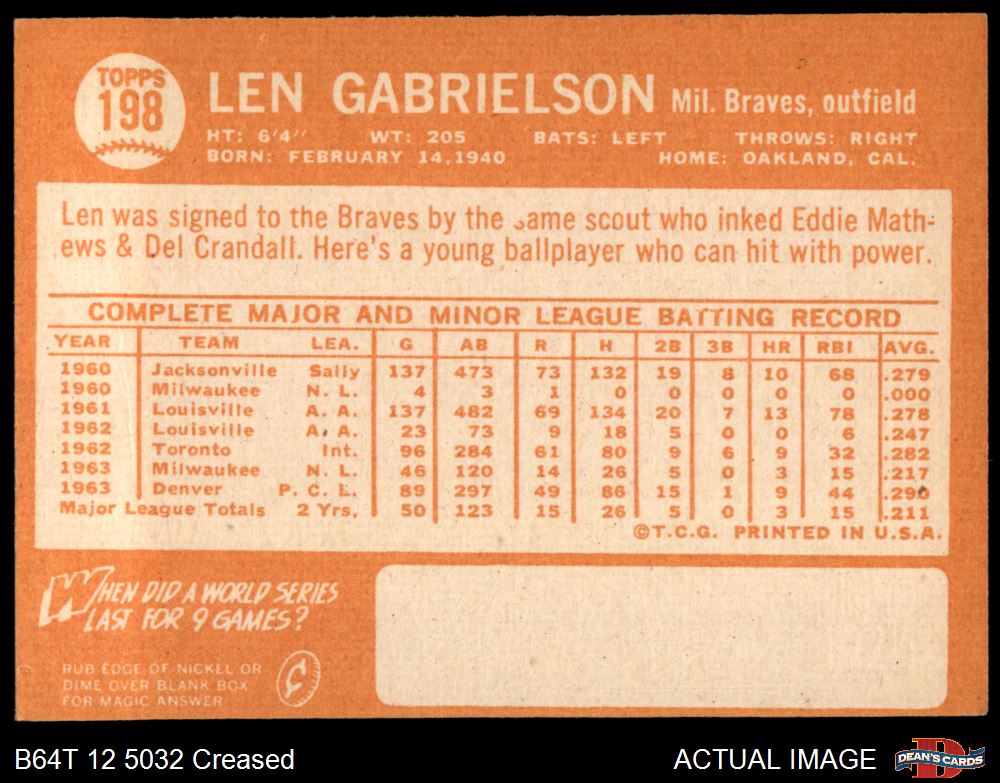 TOPPS
198
LEN GABRIELSON Mil. Braves, outfield
HT: 6'4" WT: 205 BATS: LEFT THROWS: RIGHT
BORN: FEBRUARY 14, 1940 HOME: OAKLAND, CAL.
Len was signed to the Braves by the same scout who inked Eddie Math-
ews & Del Crandall. Here's a young ballplayer who can hit with power.
COMPLETE MAJOR AND MINOR LEAGUE BATTING RECORD
YEAR TEAM LEA. G AB R H 2B 3B HR RBI AVG.
1960 Jacksonville Sally 137 473 73 132 19 8 10 68 .279
1960 Milwaukee N. L. 4 3 1 0 0 0 0 0 .000
1961 Louisville A. A. 137 482 69 134 20 7 13 78 .278
1962 Louisville A. A. 23 73 9 18 5 0 0 6 .247
1962 Toronto Int. 96 284 61 80 9 6 9 32 .282
1963 Milwaukee N. L. 46 120 14 26 5 0 3 15 .217
1963 Denver P. C. L. 89 297 49 86 15 1 9 44 .290
Major League Totals 2 Yrs. 50 123 15 26 5 0 3 15 .211
©T.C.G. PRINTED IN U.S.A.
WHEN DID A WORLD SERIES
LAST FOR 9 GAMES?
RUB EDGE OF NICKEL OR
DIME OVER BLANK BOX
FOR MAGIC ANSWER
¢
B64T 12 5032 Creased ACTUAL IMAGE
D
DEAN'S CARDS